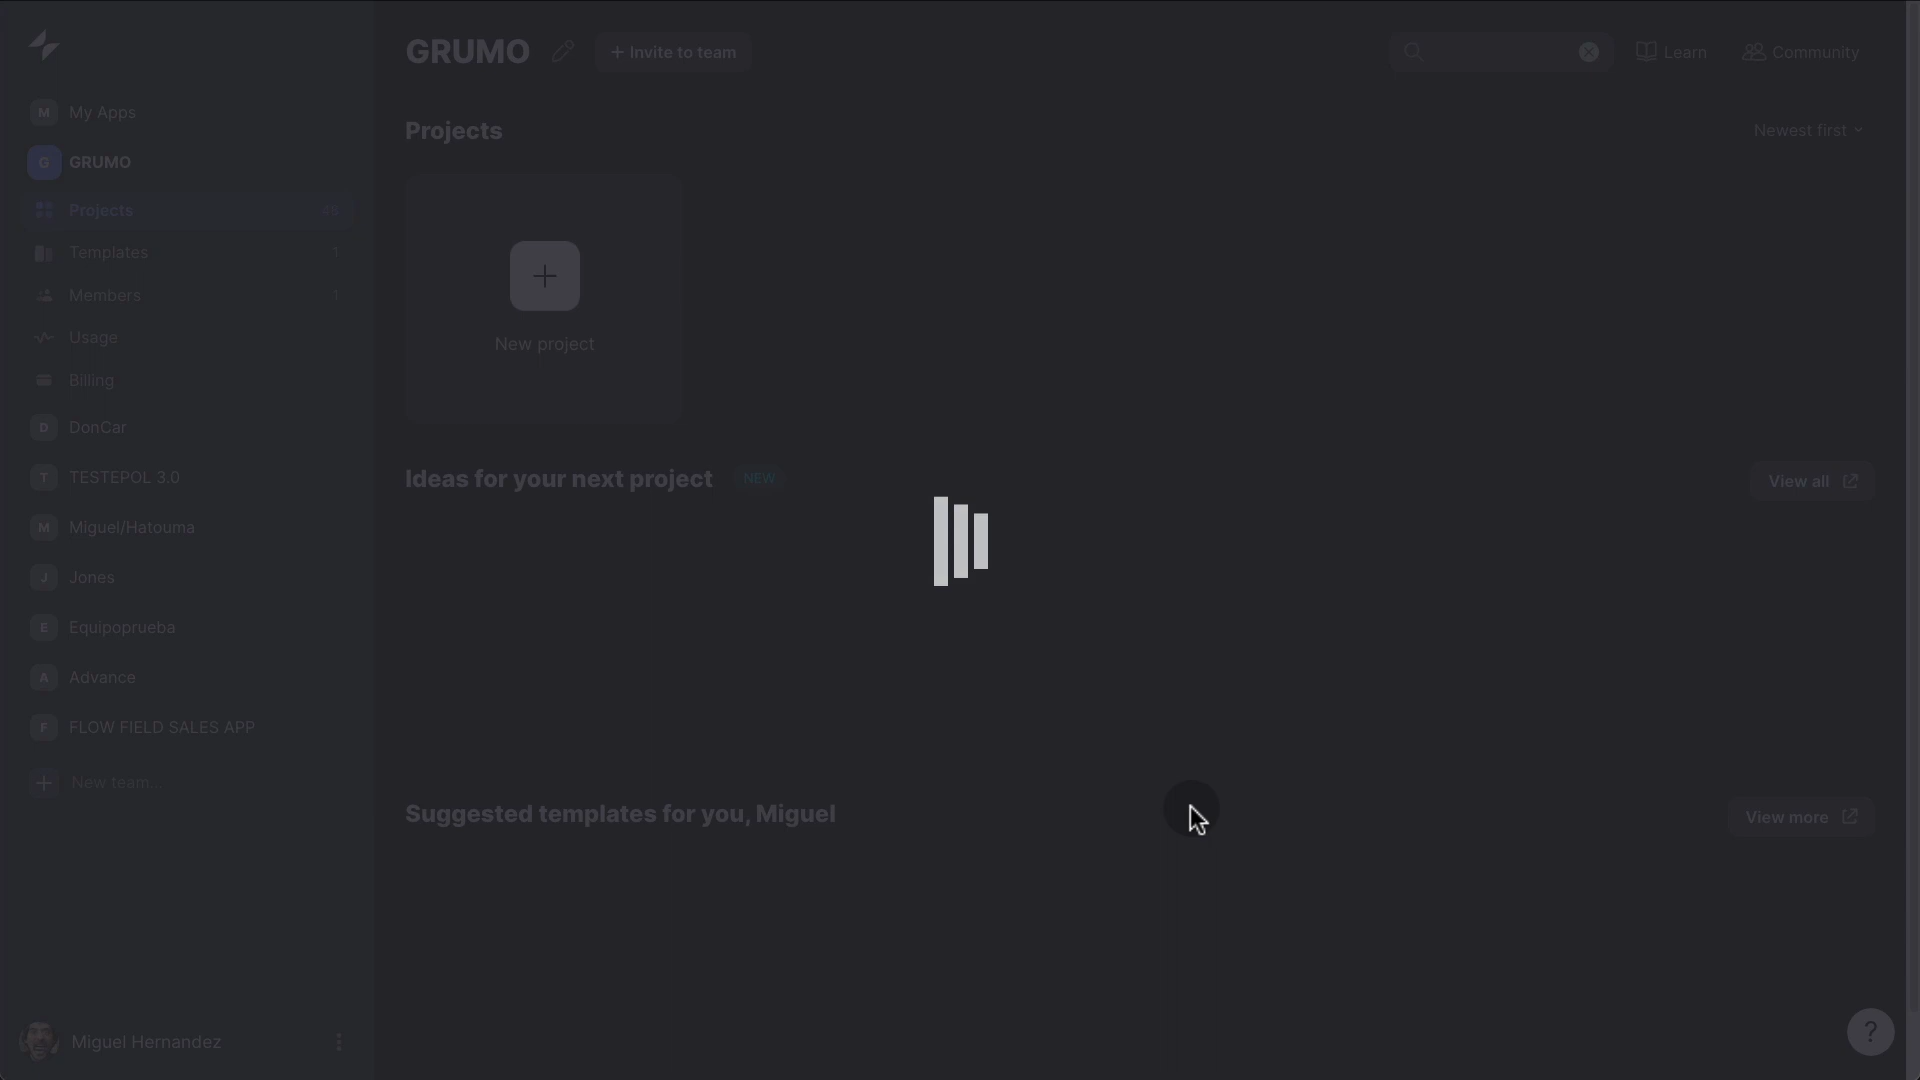 GRUMO
+ Invite to team
Learn
Community
M My Apps
G GRUMO
Projects
Templates 1
Members 1
Usage
Billing
D DonCar
T TESTEPOL 3.0
M Miguel/Hatouma
J Jones
E Equipoprueba
A Advance
F FLOW FIELD SALES APP
+ New team...
Miguel Hernandez
Projects
Newest first
New project
Ideas for your next project NEW
View all
Suggested templates for you, Miguel
View more
?